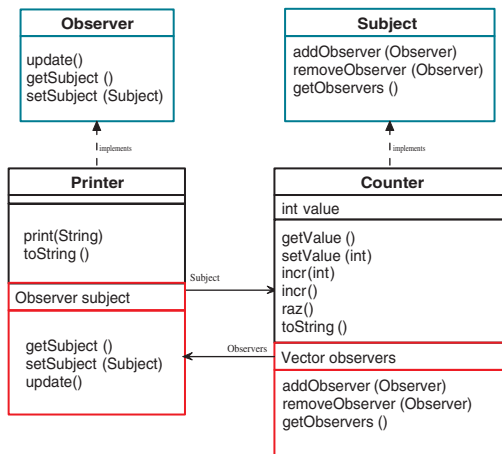 Observer
update()
getSubject ()
setSubject (Subject)
Subject
addObserver (Observer)
removeObserver (Observer)
getObservers ()
implements
implements
Printer
print(String)
toString ()
Observer subject
getSubject ()
setSubject (Subject)
update()
Subject
Observers
Counter
int value
getValue ()
setValue (int)
incr(int)
incr()
raz()
toString ()
Vector observers
addObserver (Observer)
removeObserver (Observer)
getObservers ()